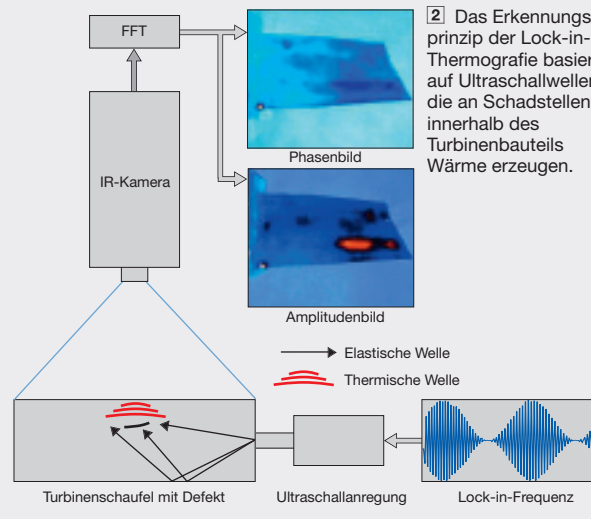 FFT
2 Das Erkennungs
prinzip der Lock-in-
Thermografie basier
auf Ultraschallweller
die an Schadstellen
innerhalb des
Turbinenbauteils
Wärme erzeugen.
Phasenbild
IR-Kamera
Amplitudenbild
Elastische Welle
Thermische Welle
Turbinenschaufel mit Defekt
Ultraschallanregung
Lock-in-Frequenz